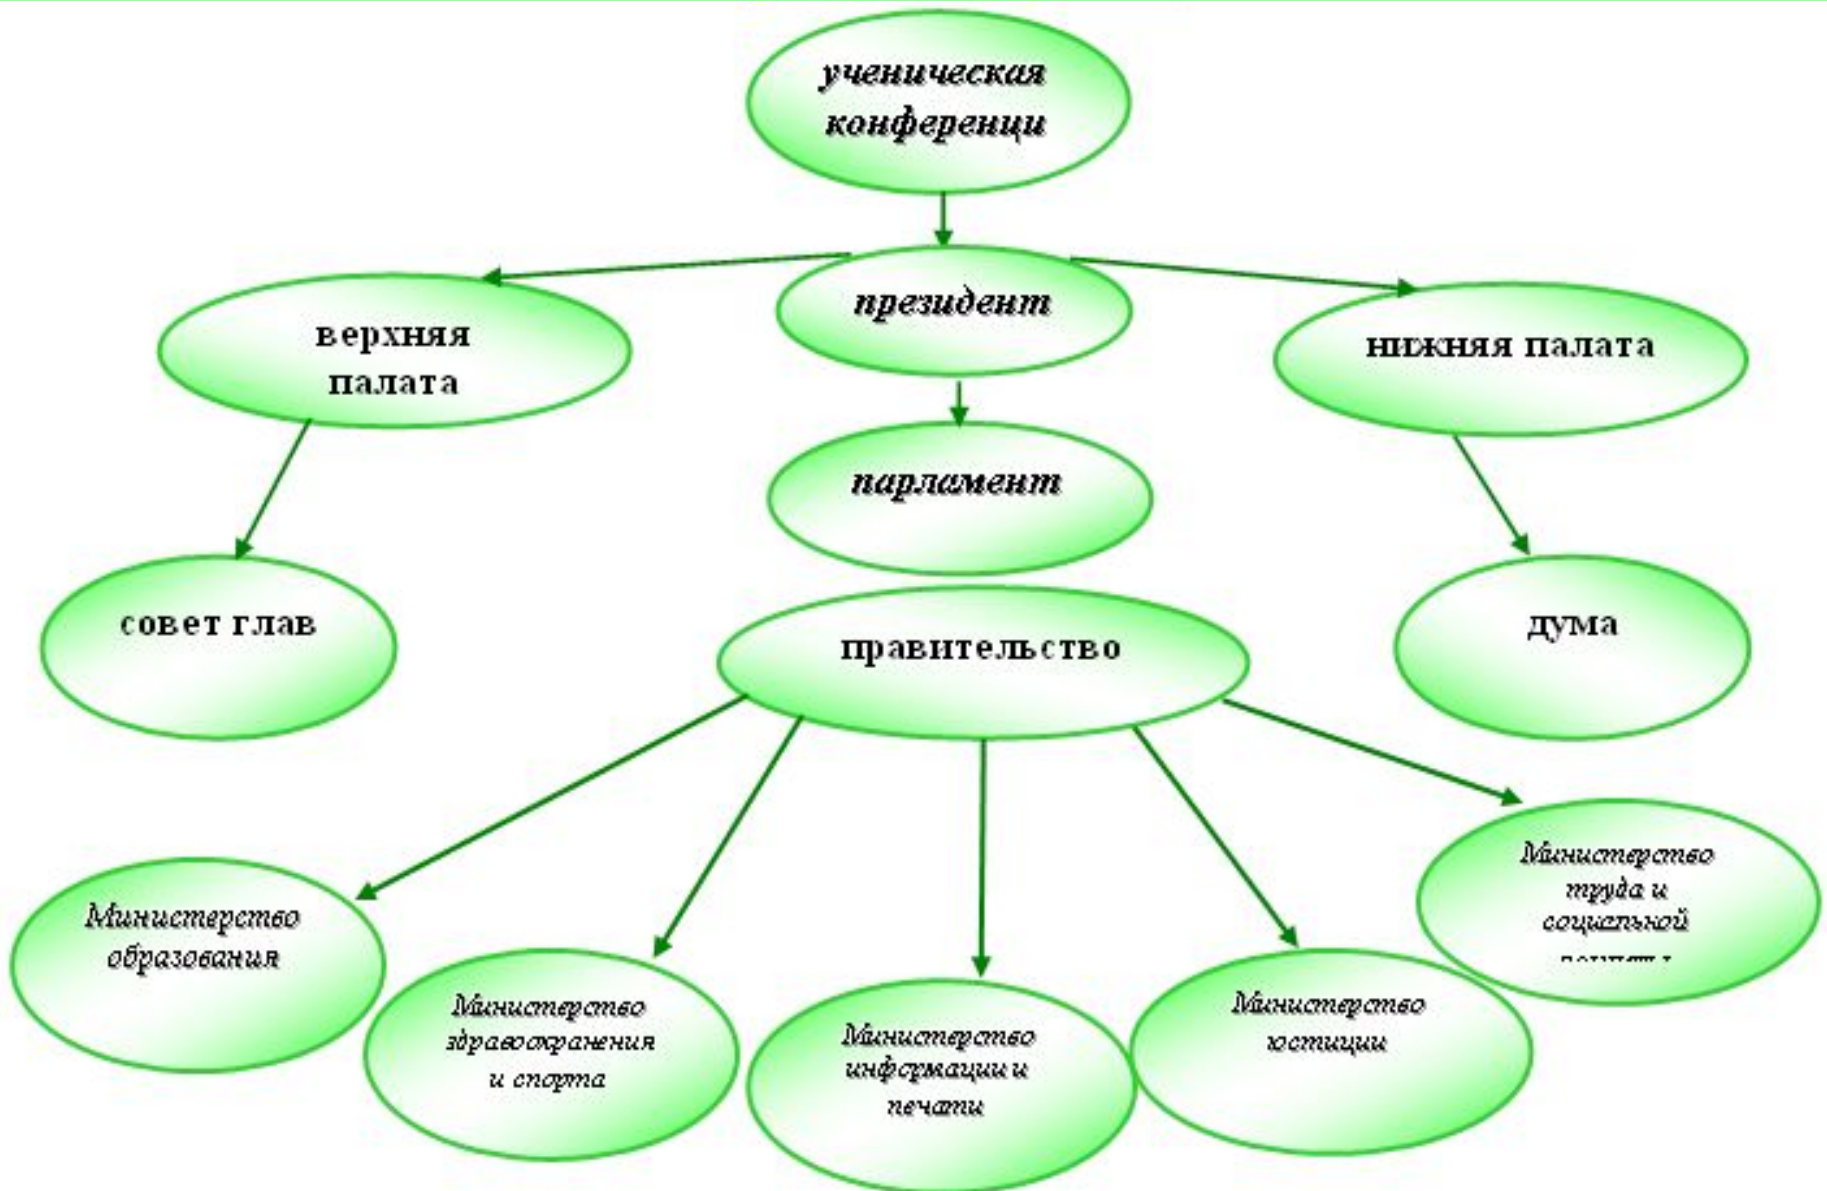 ученическая
конференци
президент
верхняя
палата
нижняя палата
парламент
совет глав
дума
правительство
Министерство
образования
Министерство
здравоохранения
и спорта
Министерство
информации и
печати
Министерство
юстиции
Министерство
труда и
социальной